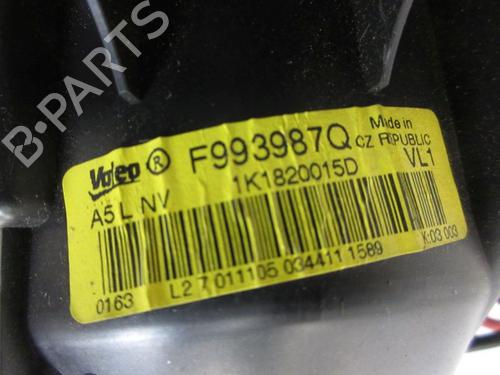 B-PARTS
Valeo ® F993987Q Made in
CZ REPUBLIC
1K1820015D VL1
A5 L NV
0163 L2 7 011105 034411 1589 K:03 003